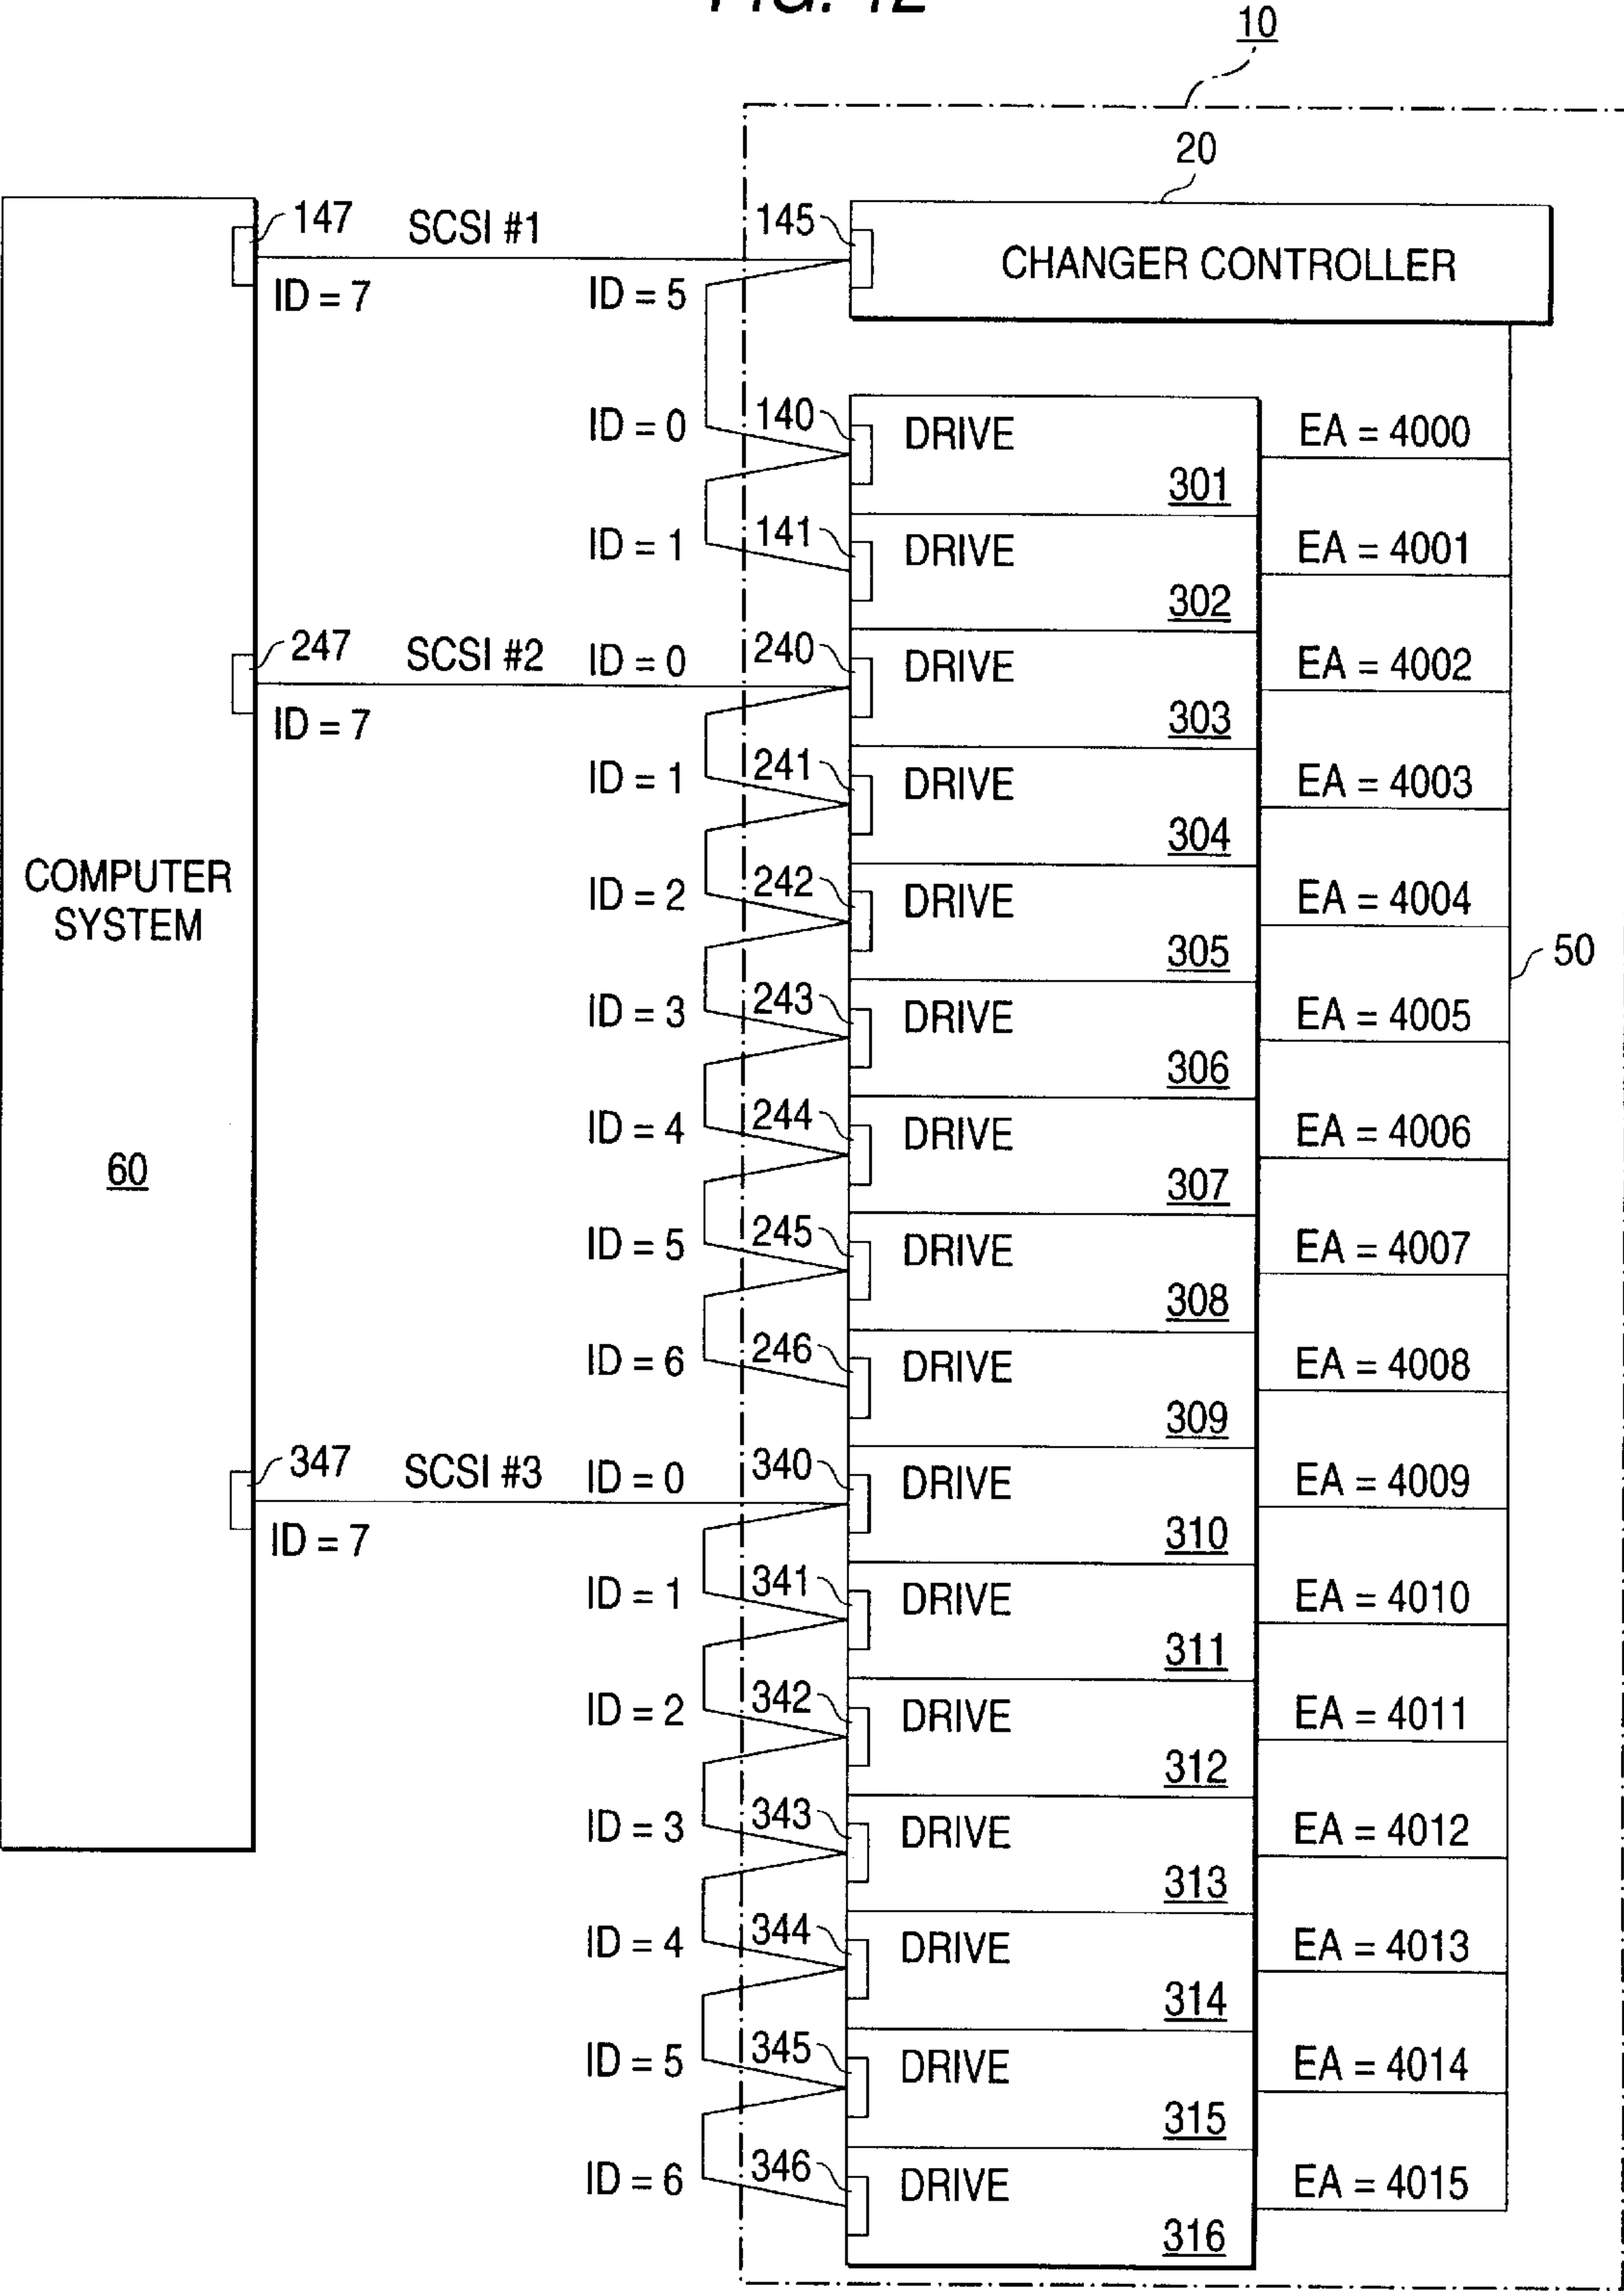 FIG. 12
10
20
147
SCSI #1
145
CHANGER CONTROLLER
ID = 7
ID = 5
ID = 0
140
DRIVE
EA = 4000
301
ID = 1
141
DRIVE
EA = 4001
302
247
SCSI #2
ID = 0
240
DRIVE
EA = 4002
ID = 7
303
ID = 1
241
DRIVE
EA = 4003
304
COMPUTER
SYSTEM
ID = 2
242
DRIVE
EA = 4004
305
50
ID = 3
243
DRIVE
EA = 4005
306
ID = 4
244
DRIVE
EA = 4006
60
307
ID = 5
245
DRIVE
EA = 4007
308
ID = 6
246
DRIVE
EA = 4008
309
347
SCSI #3
ID = 0
340
DRIVE
EA = 4009
ID = 7
310
ID = 1
341
DRIVE
EA = 4010
311
ID = 2
342
DRIVE
EA = 4011
312
ID = 3
343
DRIVE
EA = 4012
313
ID = 4
344
DRIVE
EA = 4013
314
ID = 5
345
DRIVE
EA = 4014
315
ID = 6
346
DRIVE
EA = 4015
316